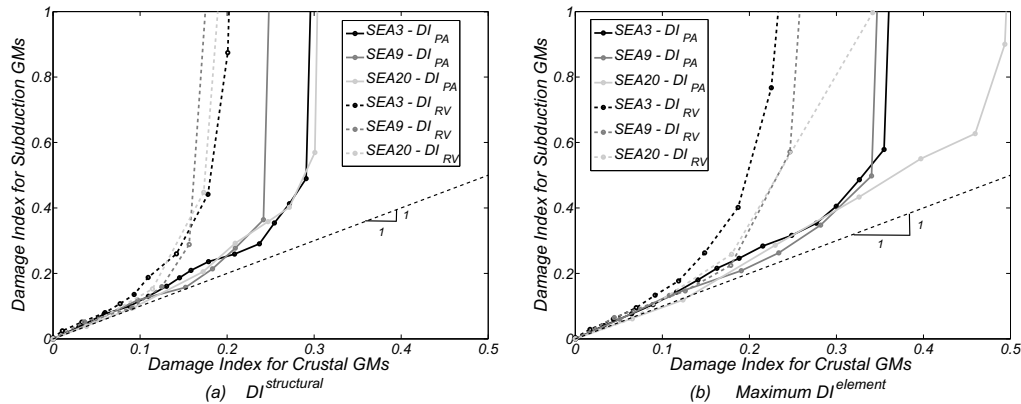 Damage Index for Subduction GMs
1
0.8
0.6
0.4
0.2
0
0
0.1
0.2
0.3
0.4
0.5
SEA3 - DI PA
SEA9 - DI PA
SEA20 - DI PA
SEA3 - DI RV
SEA9 - DI RV
SEA20 - DI RV
1
1
Damage Index for Crustal GMs
(a) DI structural
Damage Index for Subduction GMs
1
0.8
0.6
0.4
0.2
0
0
0.1
0.2
0.3
0.4
0.5
SEA3 - DI PA
SEA9 - DI PA
SEA20 - DI PA
SEA3 - DI RV
SEA9 - DI RV
SEA20 - DI RV
1
1
Damage Index for Crustal GMs
(b) Maximum DI element